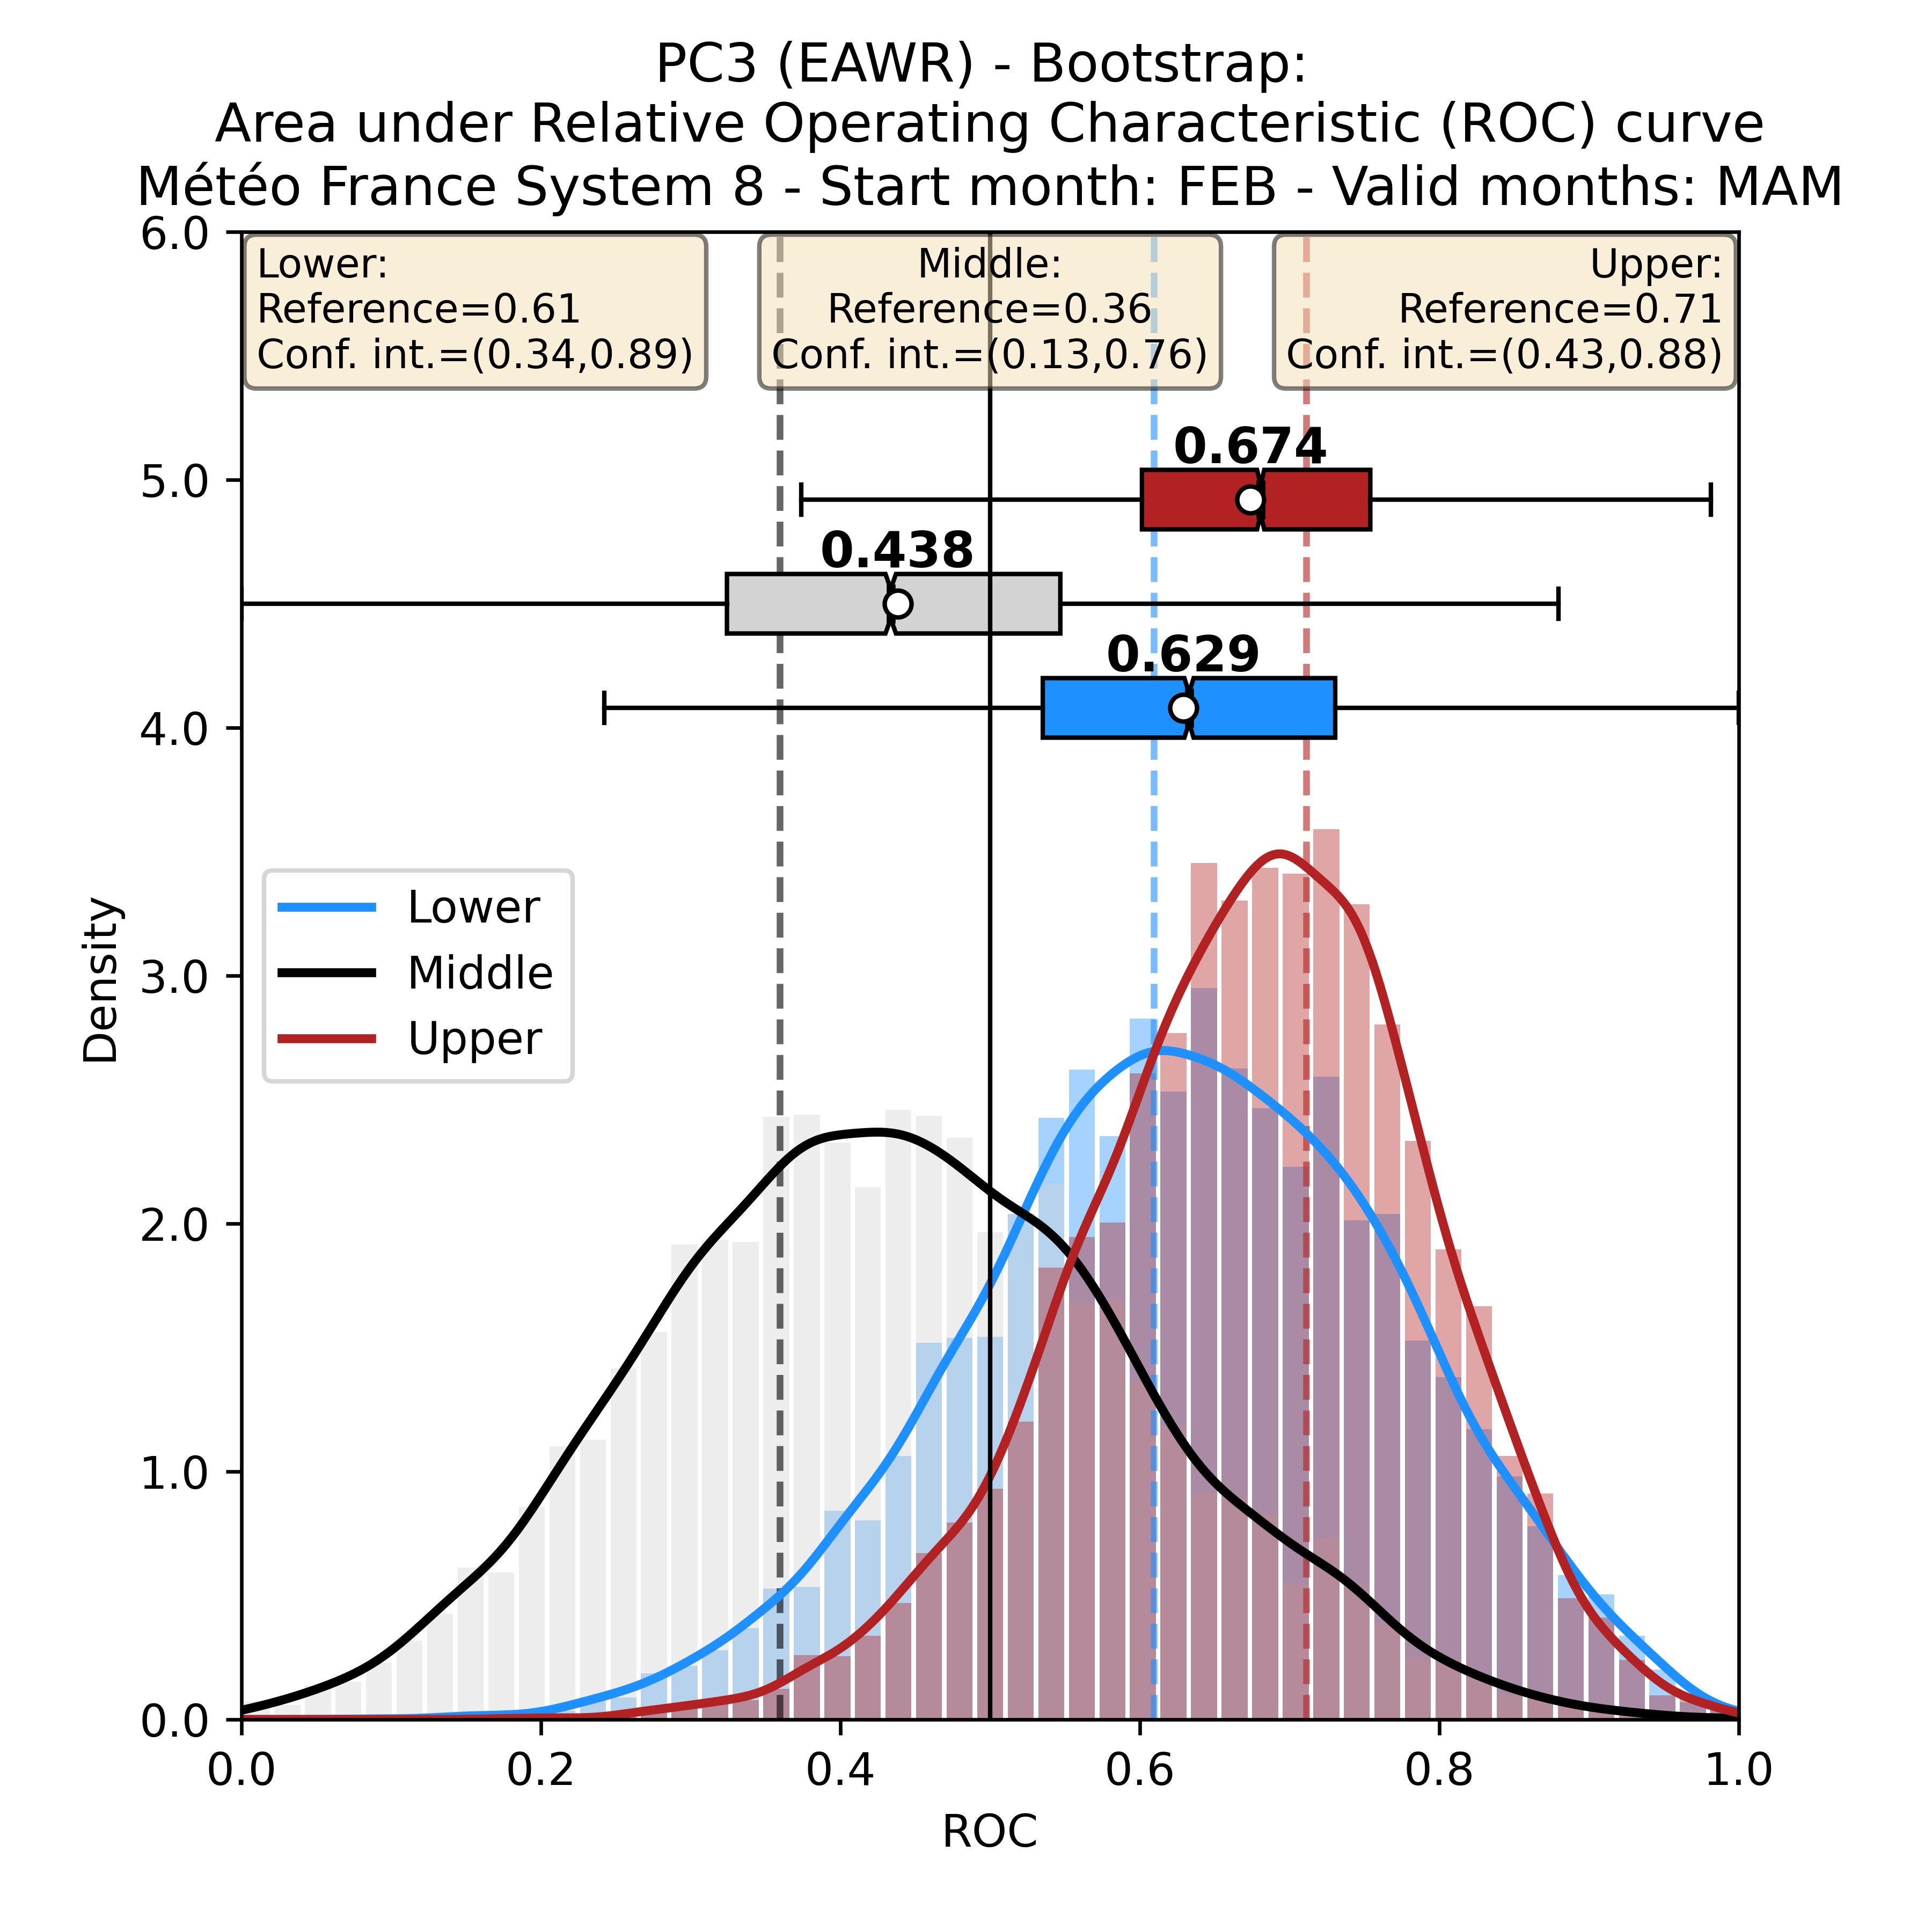 PC3 (EAWR) - Bootstrap:
Area under Relative Operating Characteristic (ROC) curve
Météo France System 8 - Start month: FEB - Valid months: MAM
Lower:
Reference=0.61
Conf. int.=(0.34,0.89)
Middle:
Reference=0.36
Conf. int.=(0.13,0.76)
Upper:
Reference=0.71
Conf. int.=(0.43,0.88)
0.674
0.438
0.629
Lower
Middle
Upper
Density
6.0
5.0
4.0
3.0
2.0
1.0
0.0
0.0 0.2 0.4 0.6 0.8 1.0
ROC